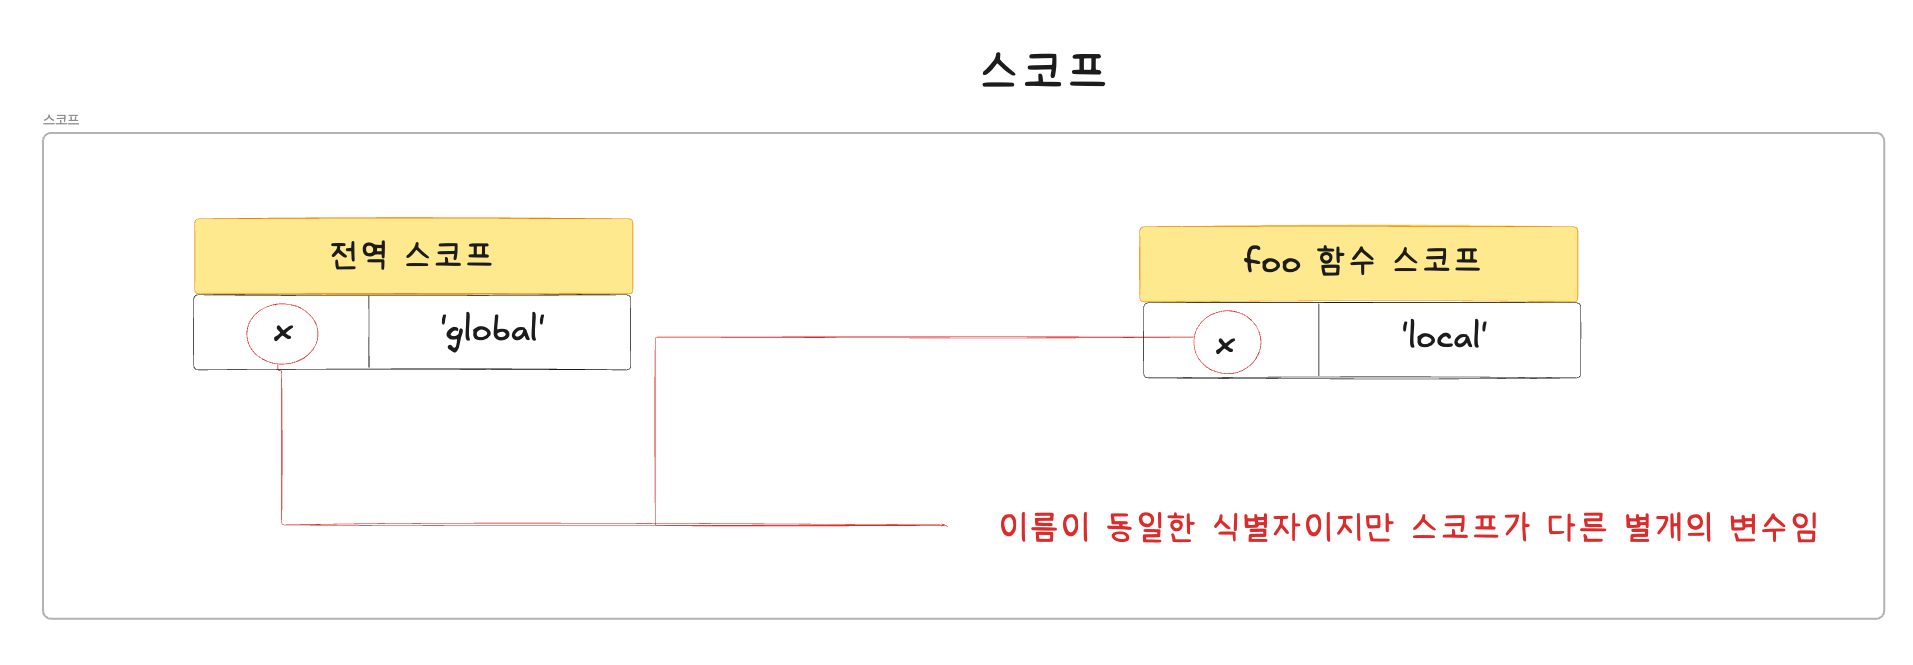 스코프
스코프
전역 스코프
x 'global'
foo 함수 스코프
x 'local'
이름이 동일한 식별자이지만 스코프가 다른 별개의 변수임